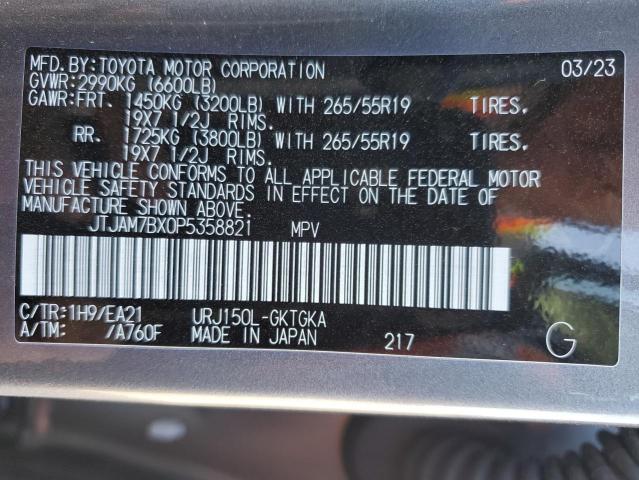 MFD.BY:TOYOTA MOTOR CORPORATION 03/23
GVWR:2990KG (6600LB)
GAWR:FRT. 1450KG (3200LB) WITH 265/55R19 TIRES.
19X7 1/2J RIMS.
RR. 1725KG (3800LB) WITH 265/55R19 TIRES.
19X7 1/2J RIMS.
THIS VEHICLE CONFORMS TO ALL APPLICABLE FEDERAL MOTOR
VEHICLE SAFETY STANDARDS IN EFFECT ON THE DATE OF
MANUFACTURE SHOWN ABOVE.
JTJAM7BX0P5358821 MPV
C/TR:1H9/EA21 URJ150L-GKTGKA
A/TM: /A760F MADE IN JAPAN 217 G